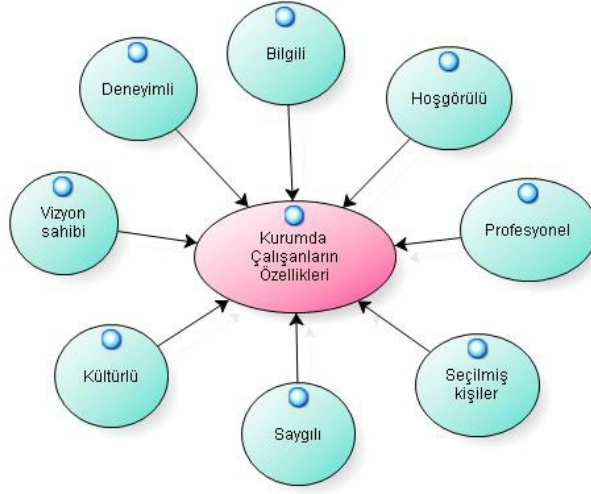 Bilgili
Deneyimli
Hoşgörülü
Vizyon
sahibi
Kurumda
Çalışanların
Özellikleri
Profesyonel
Kültürlü
Seçilmiş
kişiler
Saygılı